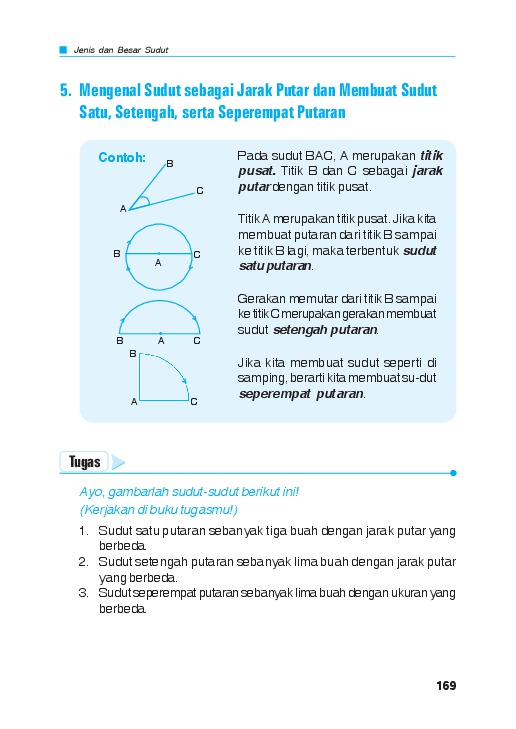 Jenis dan Besar Sudut
5. Mengenal Sudut sebagai Jarak Putar dan Membuat Sudut
Satu, Setengah, serta Seperempat Putaran
Contoh:
B
C
A
Pada sudut BAC, A merupakan titik
pusat. Titik B dan C sebagai jarak
putar dengan titik pusat.
B
A
C
Titik A merupakan titik pusat. Jika kita
membuat putaran dari titik B sampai
ke titik B lagi, maka terbentuk sudut
satu putaran.
B A C
Gerakan memutar dari titik B sampai
ke titik C merupakan gerakan membuat
sudut setengah putaran.
B
A C
Jika kita membuat sudut seperti di
samping, berarti kita membuat su-dut
seperempat putaran.
Tugas
Ayo, gambarlah sudut-sudut berikut ini!
(Kerjakan di buku tugasmu!)
1. Sudut satu putaran sebanyak tiga buah dengan jarak putar yang
berbeda.
2. Sudut setengah putaran sebanyak lima buah dengan jarak putar
yang berbeda.
3. Sudut seperempat putaran sebanyak lima buah dengan ukuran yang
berbeda.
169